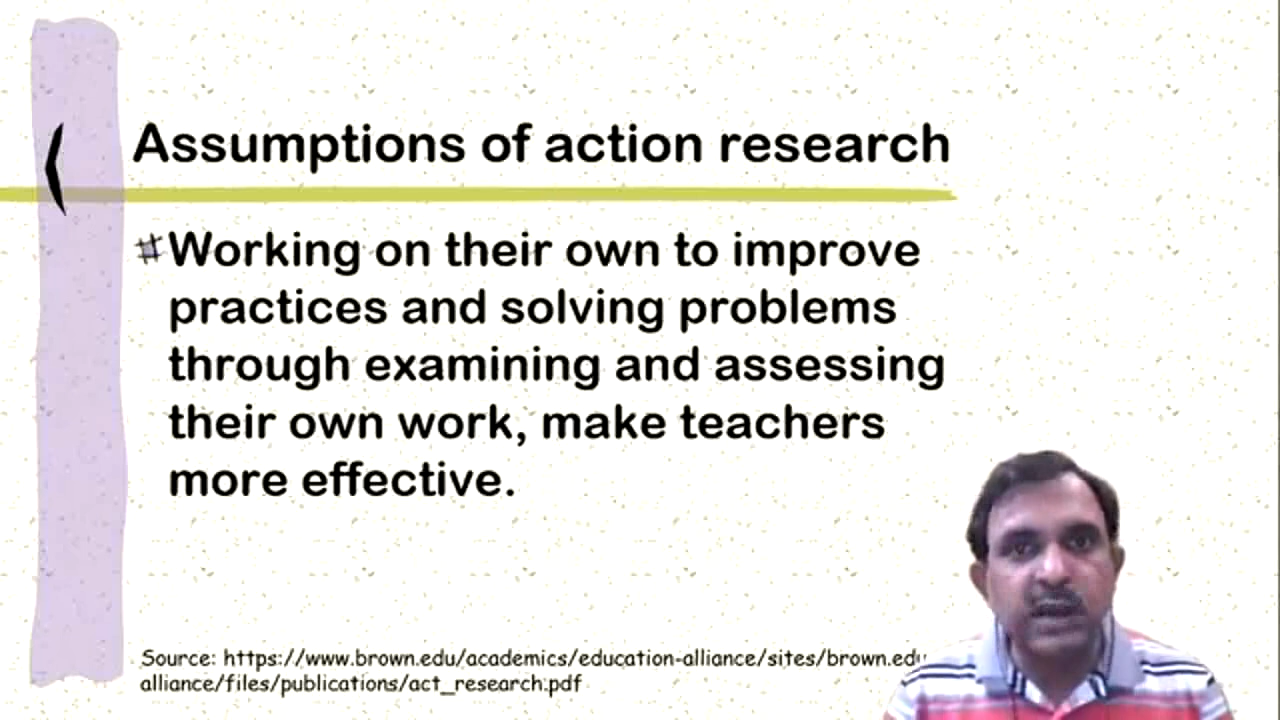 Assumptions of action research
Working on their own to improve
practices and solving problems
through examining and assessing
their own work, make teachers
more effective.
Source: https://www.brown.edu/academics/education-alliance/sites/brown.edu
alliance/files/publications/act_research.pdf